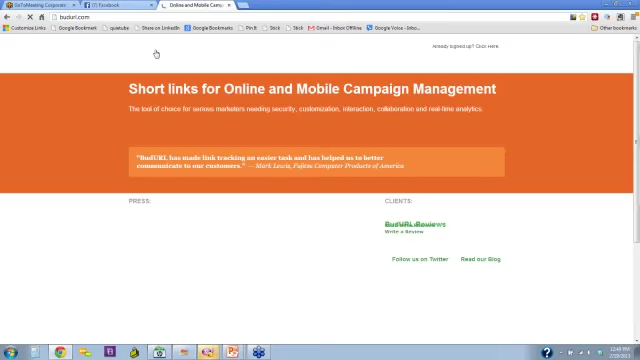 GoToMeeting Corporate
(7) Facebook
Online and Mobile Camp
budurl.com
Customize Links
Google Bookmark
quietube
Share on LinkedIn
Google Bookmark
Pin It
Stick
Stick
Gmail - Inbox Offline
Google Voice - Inbox
Other bookmarks
Already signed up? Click Here
Short links for Online and Mobile Campaign Management
The tool of choice for serious marketers needing security, customization, interaction, collaboration and real-time analytics.
"BudURL has made link tracking an easier task and has helped us to better
communicate to our customers." — Mark Lewis, Fujitsu Computer Products of America
PRESS:
CLIENTS:
BudURL Reviews
Write a Review
Follow us on Twitter
Read our Blog
12:48 PM